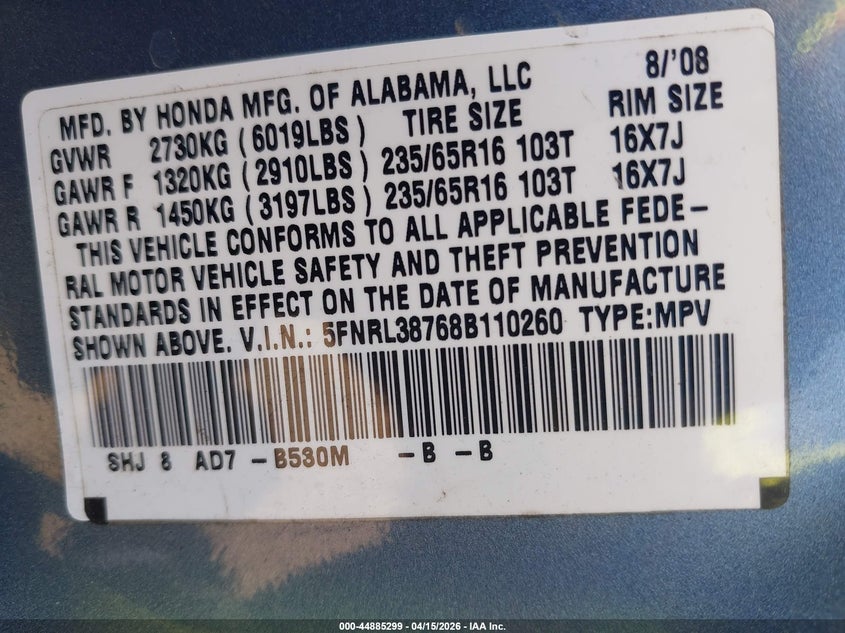 MFD. BY HONDA MFG. OF ALABAMA, LLC 8/'08
GVWR 2730KG (6019LBS) TIRE SIZE RIM SIZE
GAWR F 1320KG (2910LBS) 235/65R16 103T 16X7J
GAWR R 1450KG (3197LBS) 235/65R16 103T 16X7J
THIS VEHICLE CONFORMS TO ALL APPLICABLE FEDE-
RAL MOTOR VEHICLE SAFETY AND THEFT PREVENTION
STANDARDS IN EFFECT ON THE DATE OF MANUFACTURE
SHOWN ABOVE. V.I.N.: 5FNRL38768B110260 TYPE:MPV
SHJ 8 AD7 - B530M - B - B
000-44885299 - 04/15/2026 - IAA Inc.